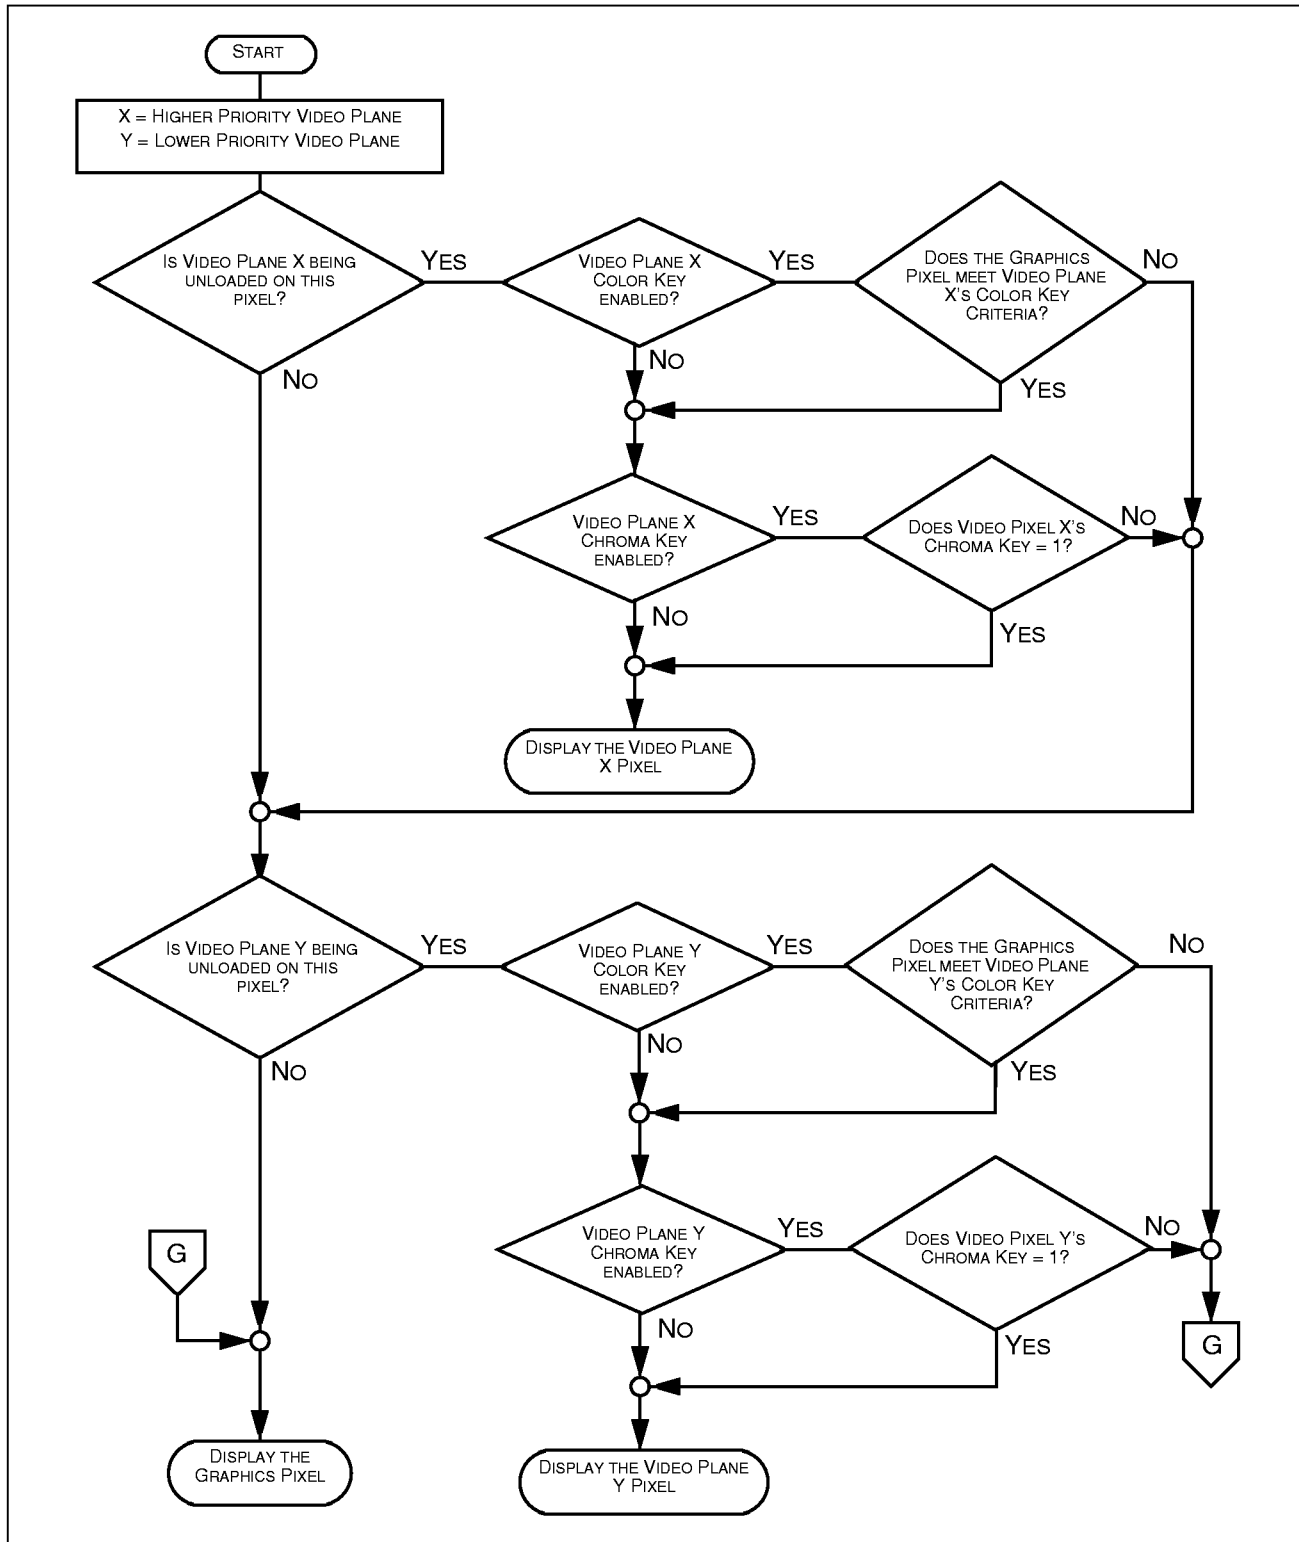 START
X = HIGHER PRIORITY VIDEO PLANE
Y = LOWER PRIORITY VIDEO PLANE
IS VIDEO PLANE X BEING
UNLOADED ON THIS
PIXEL?
YES
VIDEO PLANE X
COLOR KEY
ENABLED?
YES
DOES THE GRAPHICS
PIXEL MEET VIDEO PLANE
X'S COLOR KEY
CRITERIA?
NO
NO
NO
YES
VIDEO PLANE X
CHROMA KEY
ENABLED?
YES
DOES VIDEO PIXEL X'S
CHROMA KEY = 1?
NO
NO
YES
DISPLAY THE VIDEO PLANE
X PIXEL
IS VIDEO PLANE Y BEING
UNLOADED ON THIS
PIXEL?
YES
VIDEO PLANE Y
COLOR KEY
ENABLED?
YES
DOES THE GRAPHICS
PIXEL MEET VIDEO PLANE
Y'S COLOR KEY
CRITERIA?
NO
NO
NO
YES
G
VIDEO PLANE Y
CHROMA KEY
ENABLED?
YES
DOES VIDEO PIXEL Y'S
CHROMA KEY = 1?
NO
NO
YES
G
DISPLAY THE
GRAPHICS PIXEL
DISPLAY THE VIDEO PLANE
Y PIXEL